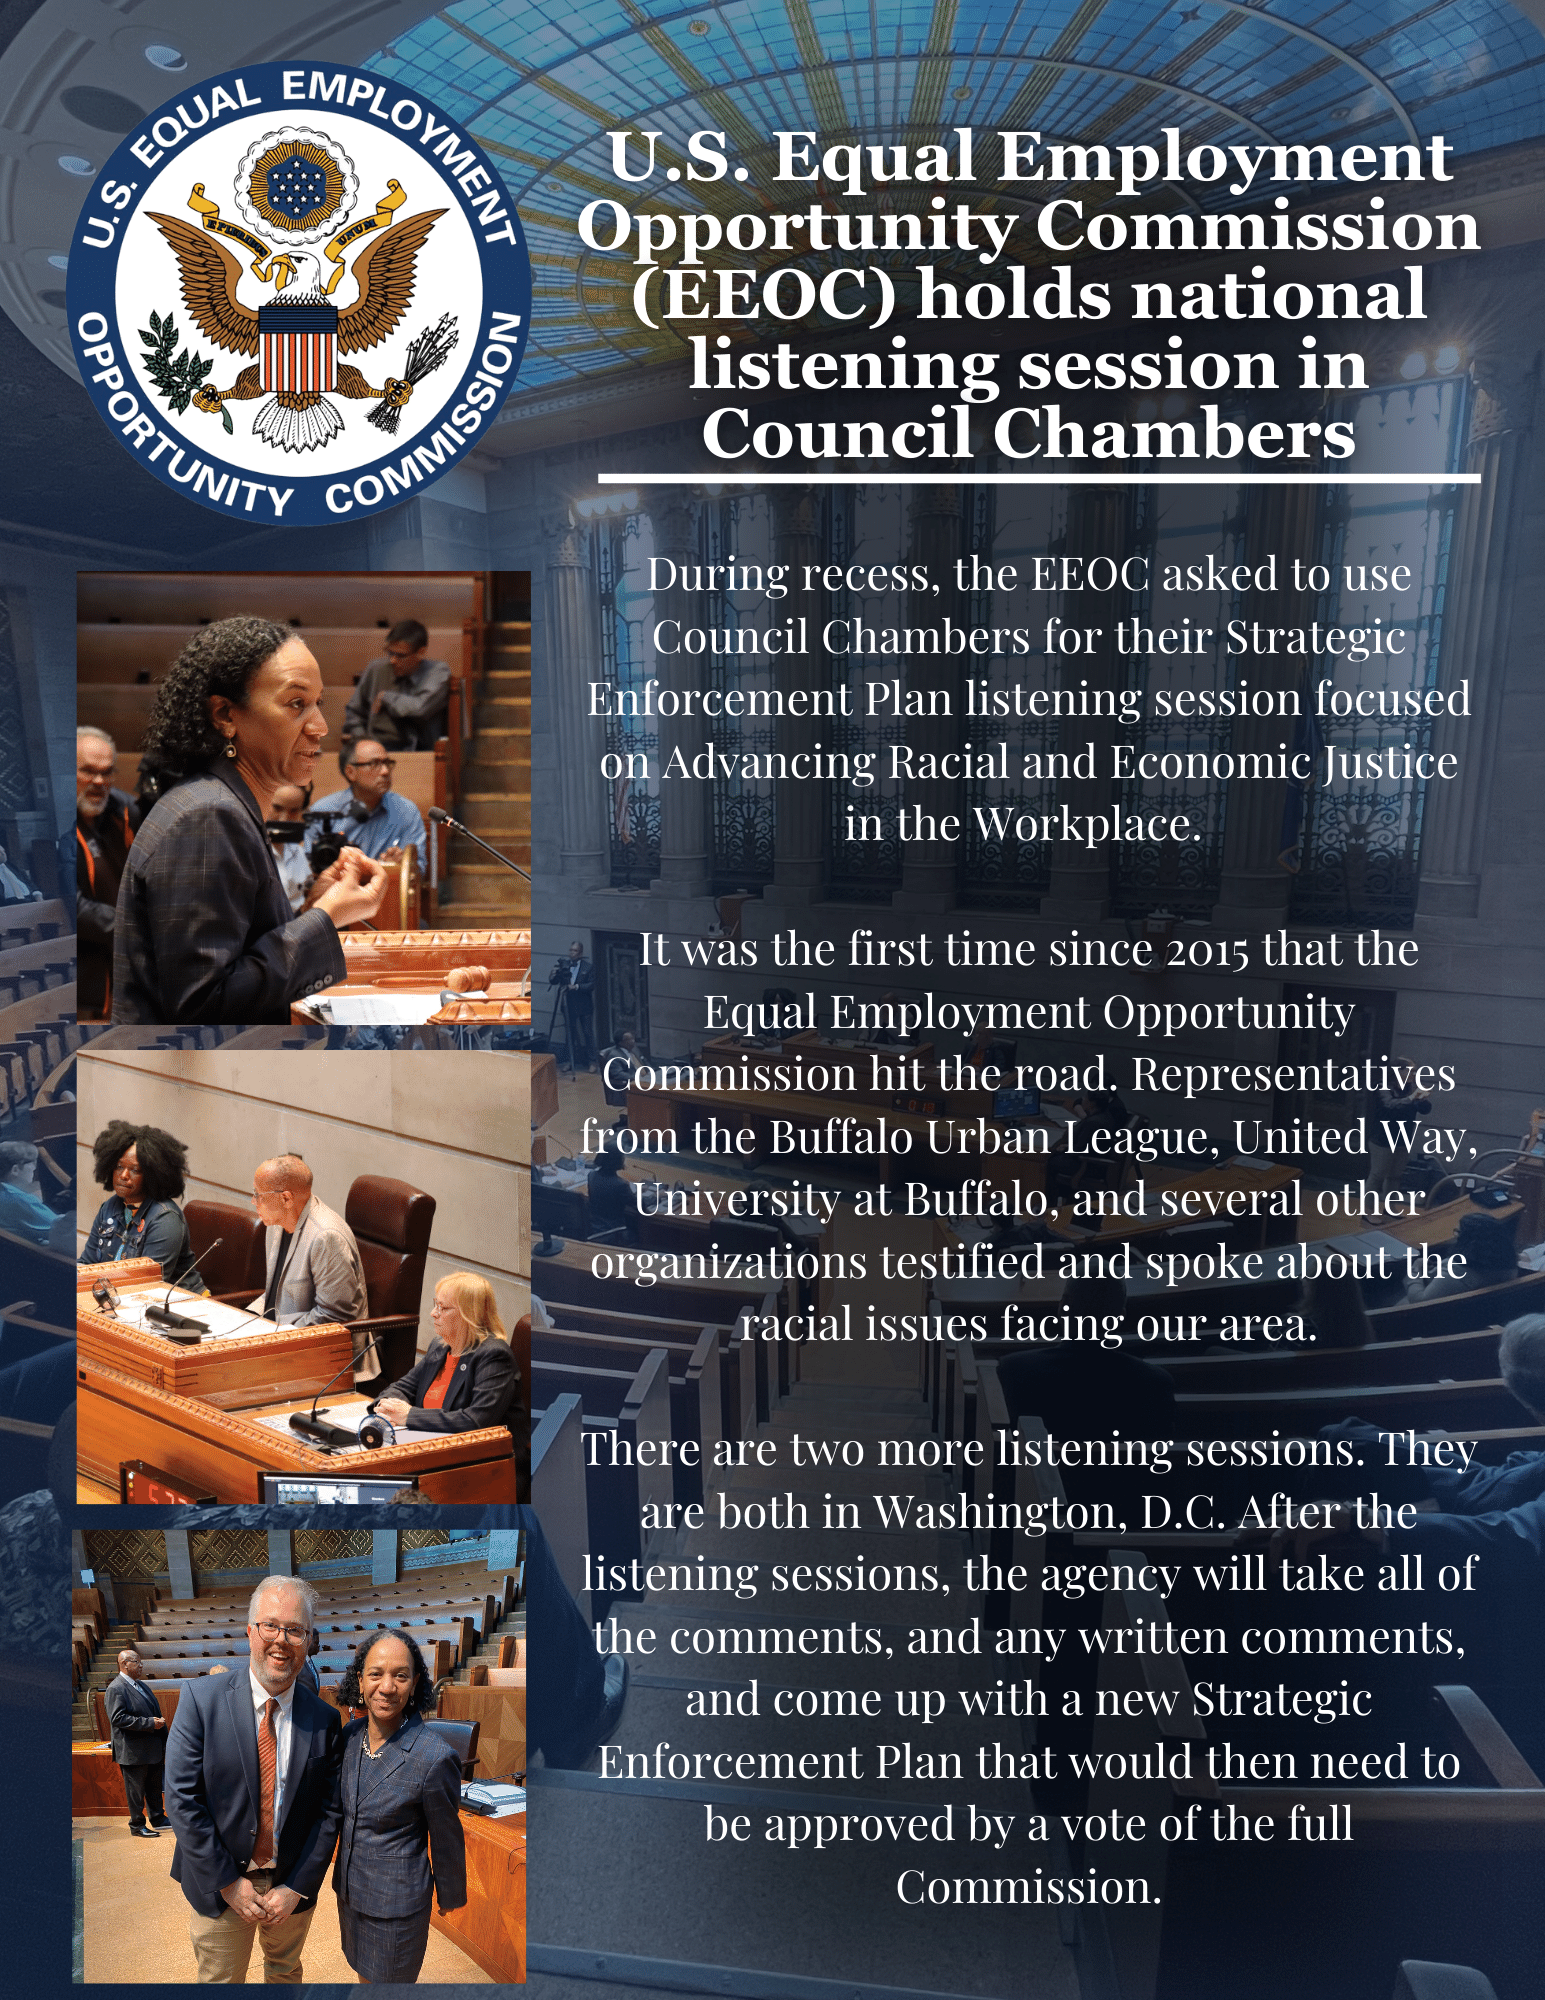 U.S. EQUAL EMPLOYMENT
OPPORTUNITY COMMISSION
E PLURIBUS UNUM
U.S. Equal Employment
Opportunity Commission
(EEOC) holds national
listening session in
Council Chambers
During recess, the EEOC asked to use
Council Chambers for their Strategic
Enforcement Plan listening session focused
on Advancing Racial and Economic Justice
in the Workplace.
It was the first time since 2015 that the
Equal Employment Opportunity
Commission hit the road. Representatives
from the Buffalo Urban League, United Way,
University at Buffalo, and several other
organizations testified and spoke about the
racial issues facing our area.
There are two more listening sessions. They
are both in Washington, D.C. After the
listening sessions, the agency will take all of
the comments, and any written comments,
and come up with a new Strategic
Enforcement Plan that would then need to
be approved by a vote of the full
Commission.